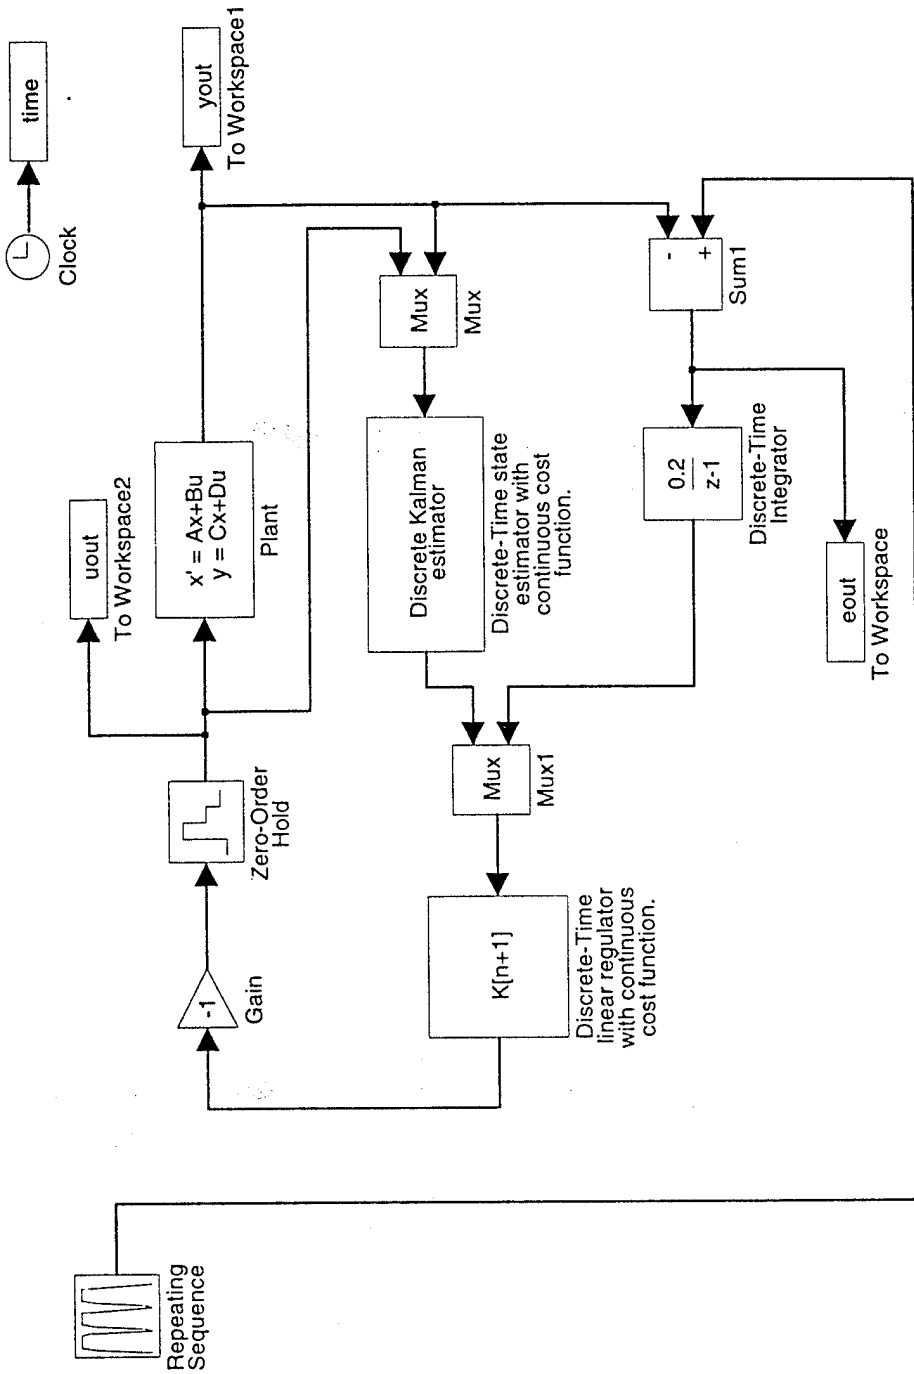 Clock
time
yout
To Workspace1
uout
To Workspace2
x' = Ax+Bu
y = Cx+Du
Plant
Zero-Order
Hold
-1
Gain
Repeating
Sequence
Mux
Mux
Discrete Kalman
estimator
Discrete-Time state
estimator with
continuous cost
function.
Mux
Mux1
K[n+1]
Discrete-Time
linear regulator
with continuous
cost function.
-
+
Sum1
0.2
z-1
Discrete-Time
Integrator
eout
To Workspace